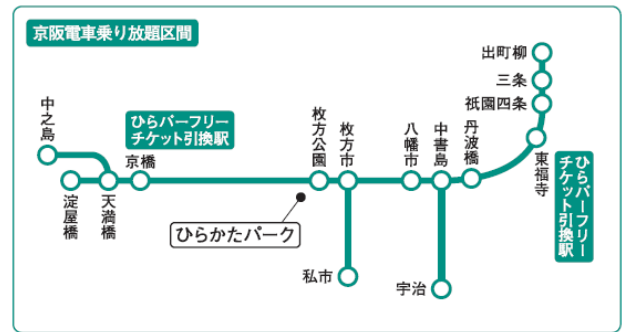 京阪電車乗り放題区間
出町柳
三条
祇園四条
東福寺
ひらパーフリー
チケット引換駅
中之島
ひらパーフリー
チケット引換駅
京橋
淀屋橋
天満橋
枚方公園
枚方市
八幡市
中書島
丹波橋
ひらかたパーク
私市
宇治